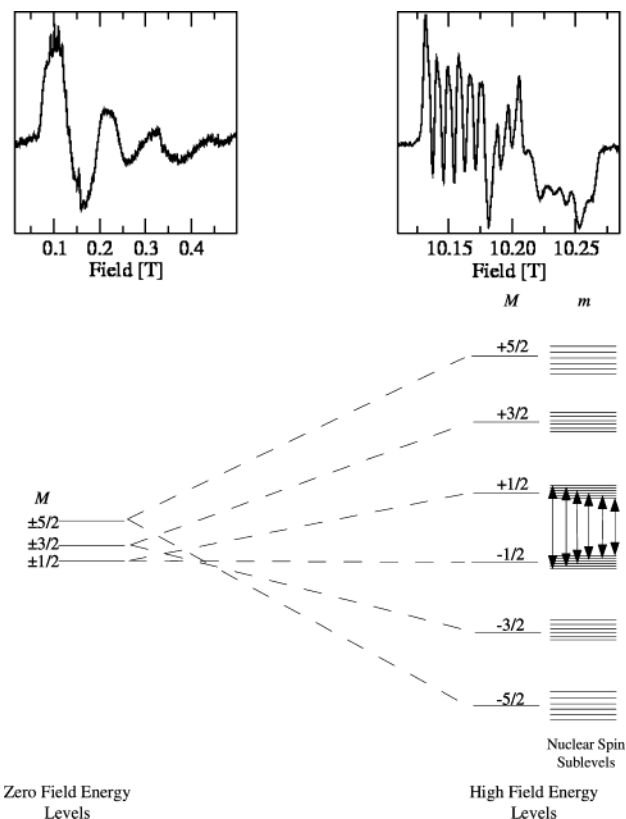 0.1 0.2 0.3 0.4
Field [T]
10.15 10.20 10.25
Field [T]
M m
+5/2
+3/2
+1/2
-1/2
-3/2
-5/2
M
±5/2
±3/2
±1/2
Nuclear Spin
Sublevels
Zero Field Energy
Levels
High Field Energy
Levels